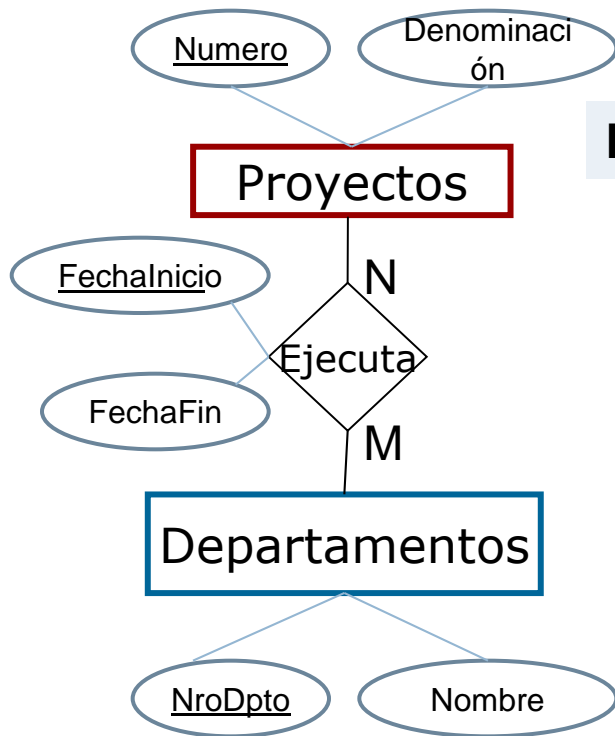 Numero
Denominaci
ón
Proyectos
N
FechaInicio
Ejecuta
FechaFin
M
Departamentos
NroDpto
Nombre